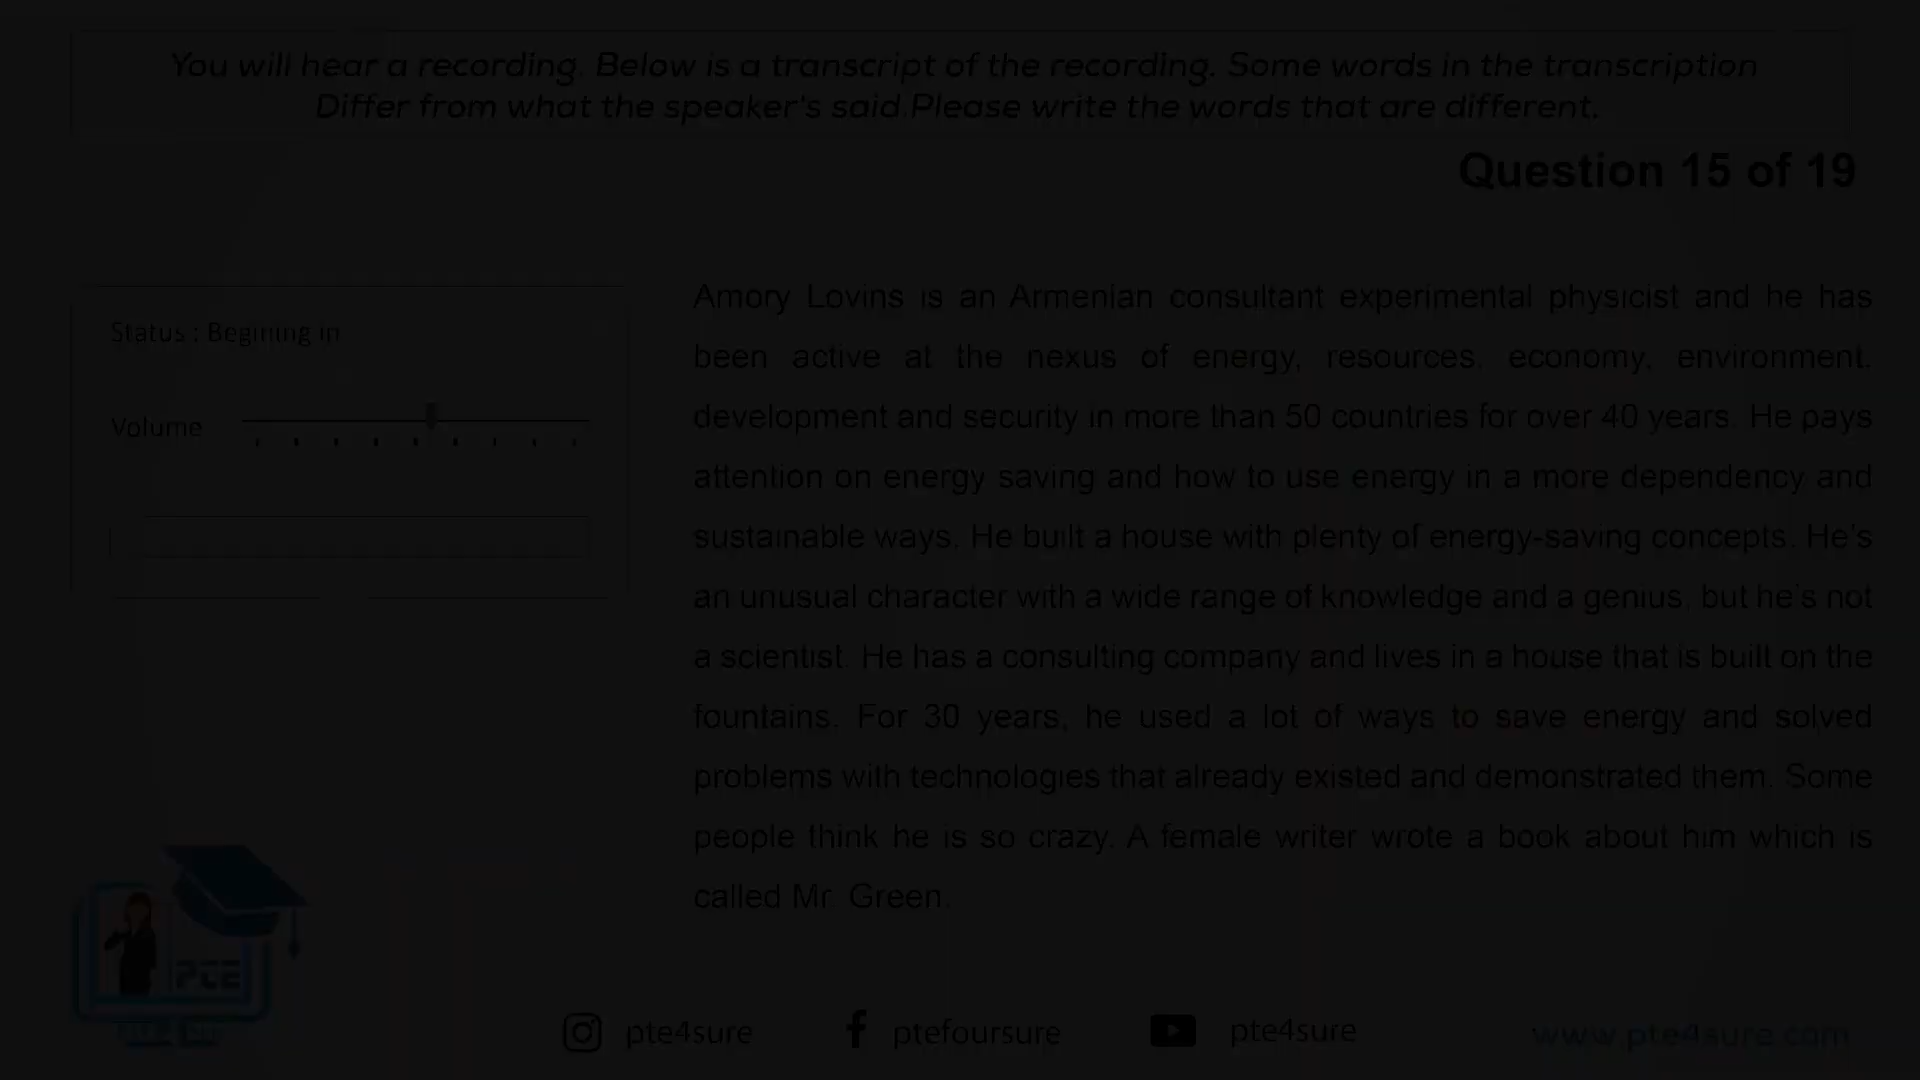 You will hear a recording. Below is a transcript of the recording. Some words in the transcription
Differ from what the speaker's said.Please write the words that are different.
Question 15 of 19
Status : Begining in
Volume
Amory Lovins is an Armenian consultant experimental physicist and he has
been active at the nexus of energy, resources, economy, environment,
development and security in more than 50 countries for over 40 years. He pays
attention on energy saving and how to use energy in a more dependency and
sustainable ways. He built a house with plenty of energy-saving concepts. He's
an unusual character with a wide range of knowledge and a genius, but he's not
a scientist. He has a consulting company and lives in a house that is built on the
fountains. For 30 years, he used a lot of ways to save energy and solved
problems with technologies that already existed and demonstrated them. Some
people think he is so crazy. A female writer wrote a book about him which is
called Mr. Green.
PTE
pte4sure
ptefoursure
pte4sure
www.pte4sure.com